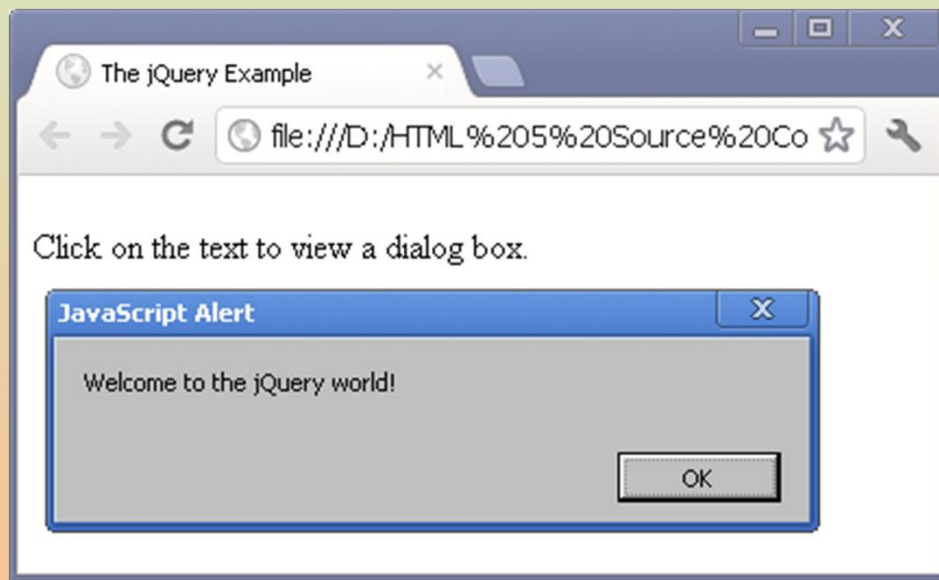 The jQuery Example
file:///D:/HTML%205%20Source%20Co
Click on the text to view a dialog box.
JavaScript Alert
Welcome to the jQuery world!
OK